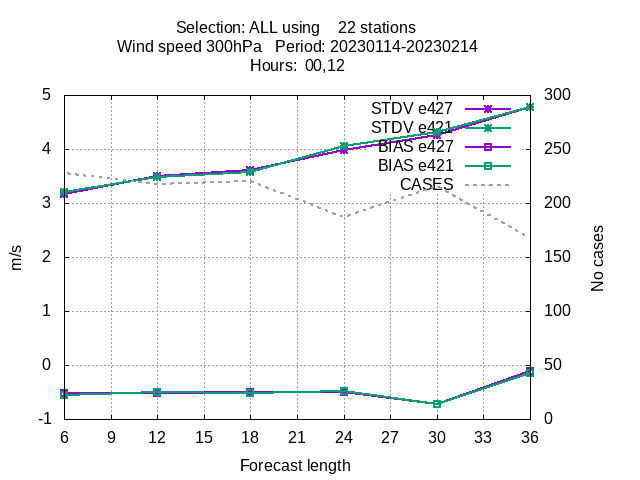 Selection: ALL using 22 stations
Wind speed 300hPa Period: 20230114-20230214
Hours: 00,12
STDV e427
STDV e421
BIAS e427
BIAS e421
CASES
5
4
3
2
1
0
-1
300
250
200
150
100
50
0
m/s
No cases
6 9 12 15 18 21 24 27 30 33 36
Forecast length